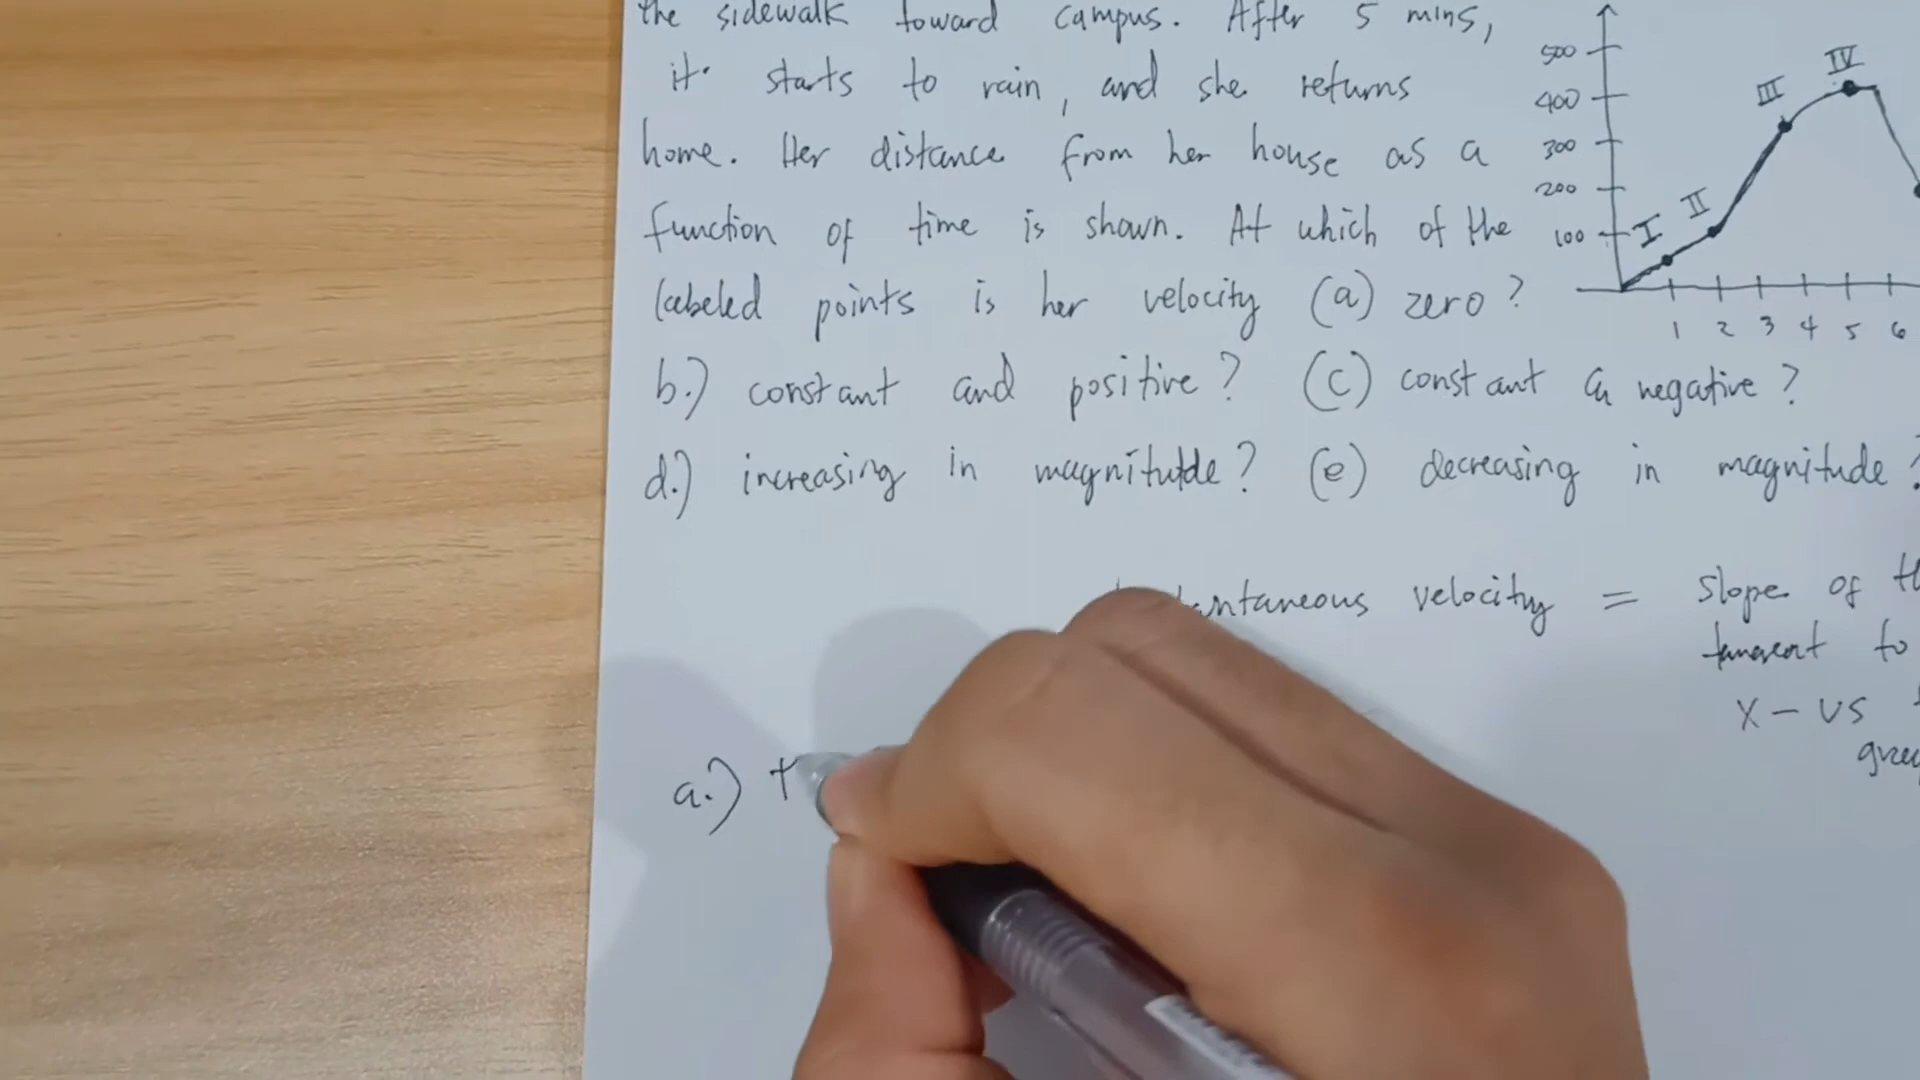 the sidewalk toward campus. After 5 mins,
it starts to rain, and she returns
home. Her distance from her house as a
function of time is shown. At which of the
labeled points is her velocity (a) zero?
b.) constant and positive? (c) constant & negative?
d.) increasing in magnitutde? (e) decreasing in magnitude?
500
400
300
200
100
I
II
III
IV
1 2 3 4 5 6
velocity = slope of
tangent to
x - vs
a.)